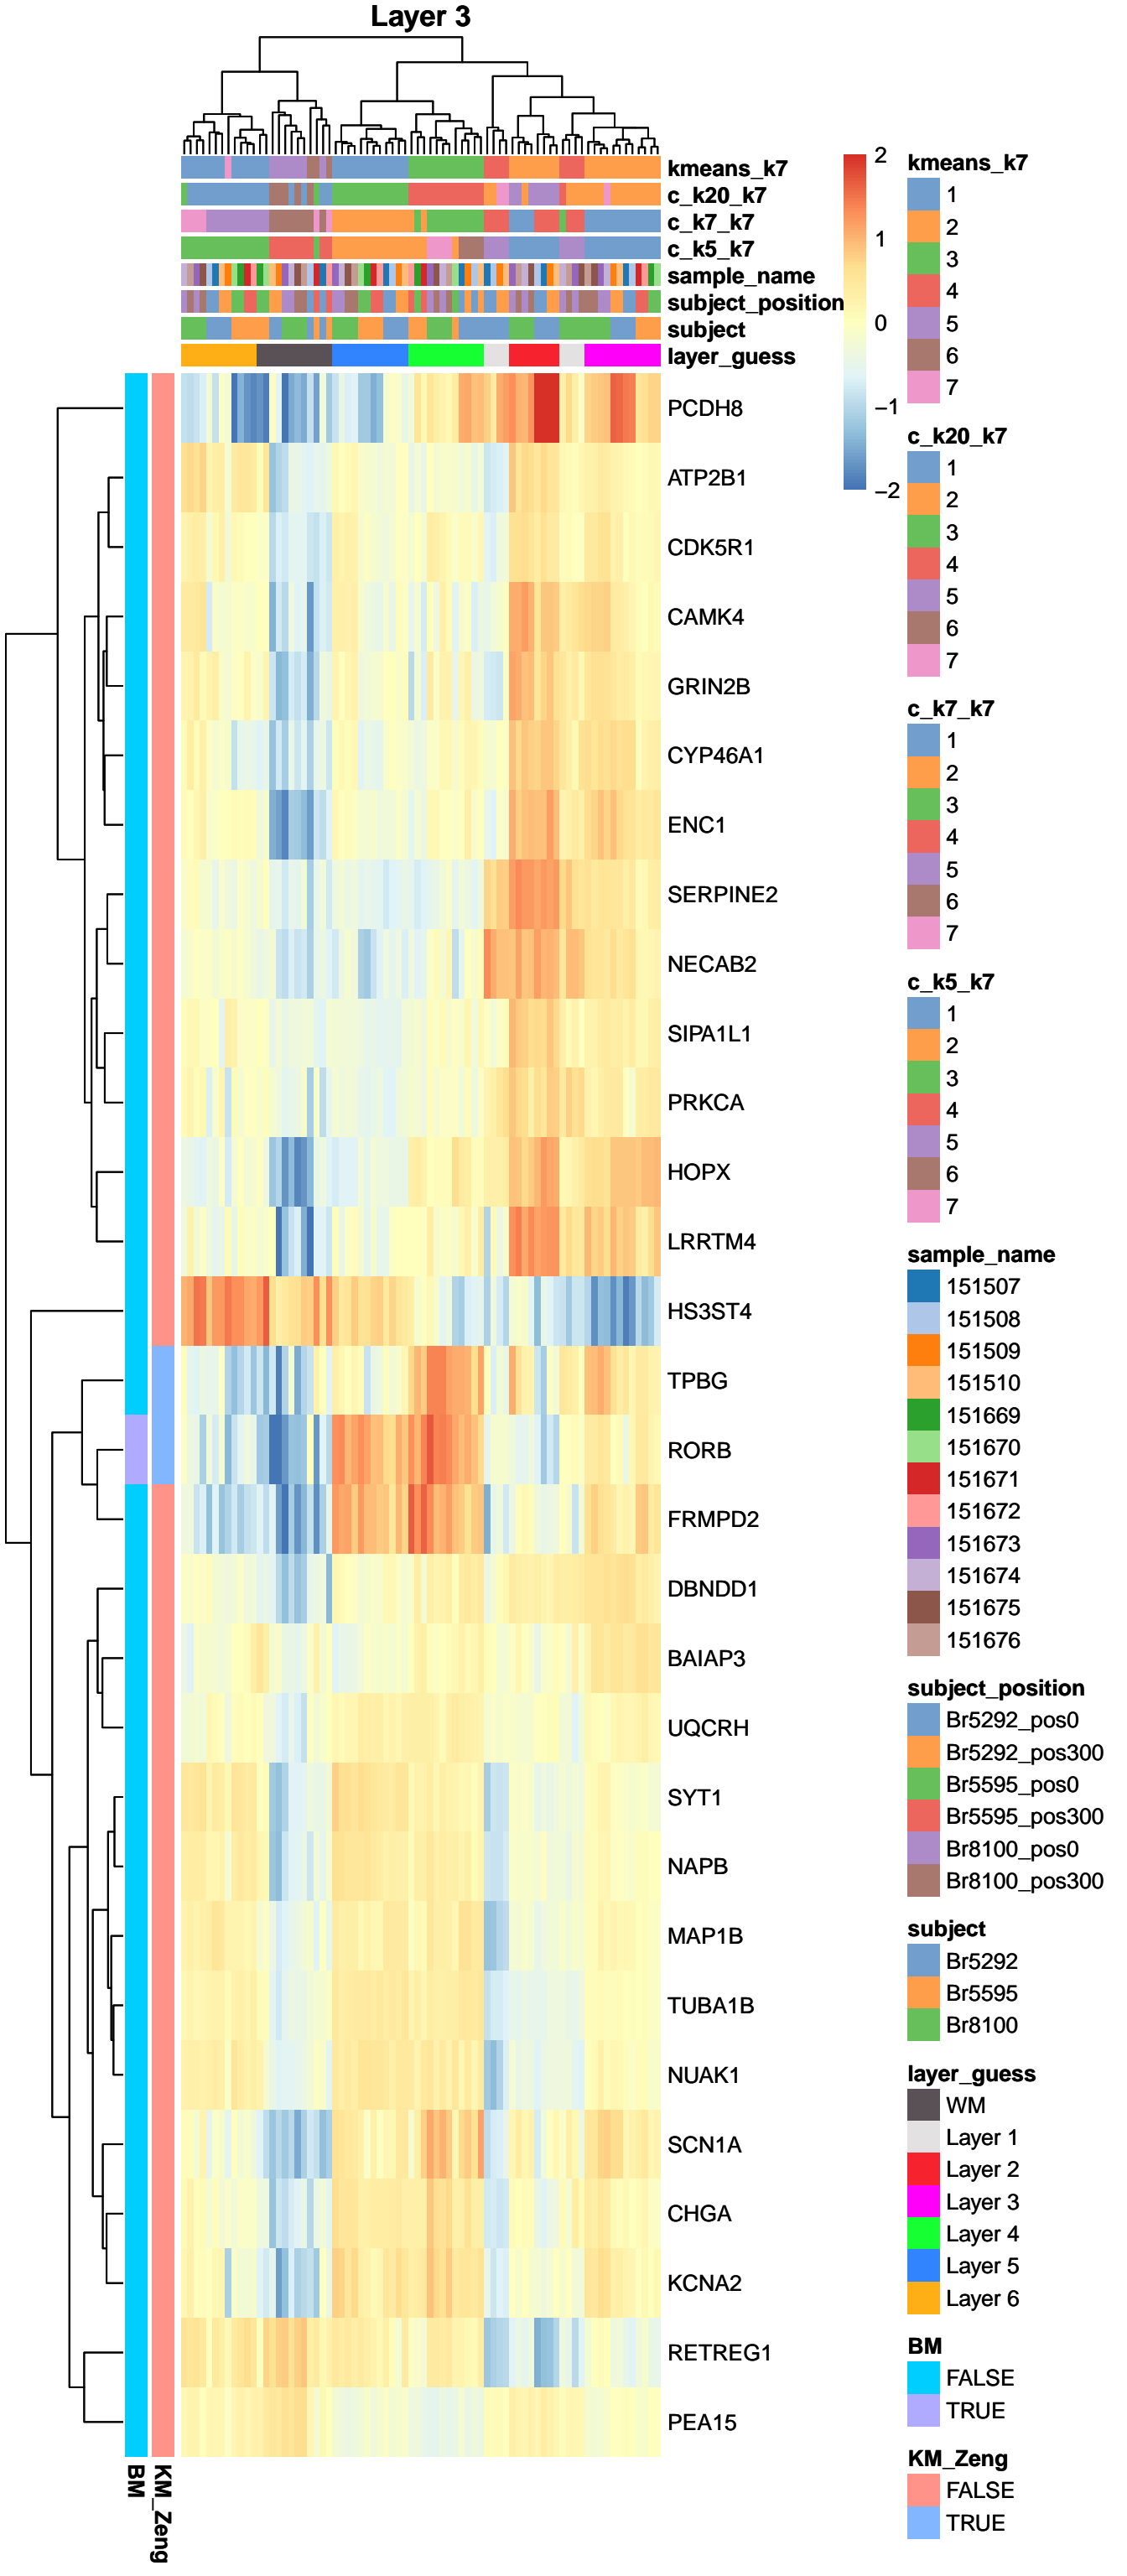 Layer 3
kmeans_k7
c_k20_k7
c_k7_k7
c_k5_k7
sample_name
subject_position
subject
layer_guess
PCDH8
ATP2B1
CDK5R1
CAMK4
GRIN2B
CYP46A1
ENC1
SERPINE2
NECAB2
SIPA1L1
PRKCA
HOPX
LRRTM4
HS3ST4
TPBG
RORB
FRMPD2
DBNDD1
BAIAP3
UQCRH
SYT1
NAPB
MAP1B
TUBA1B
NUAK1
SCN1A
CHGA
KCNA2
RETREG1
PEA15
BM
KM_Zeng
2
1
0
−1
−2
kmeans_k7
1
2
3
4
5
6
7
c_k20_k7
1
2
3
4
5
6
7
c_k7_k7
1
2
3
4
5
6
7
c_k5_k7
1
2
3
4
5
6
7
sample_name
151507
151508
151509
151510
151669
151670
151671
151672
151673
151674
151675
151676
subject_position
Br5292_pos0
Br5292_pos300
Br5595_pos0
Br5595_pos300
Br8100_pos0
Br8100_pos300
subject
Br5292
Br5595
Br8100
layer_guess
WM
Layer 1
Layer 2
Layer 3
Layer 4
Layer 5
Layer 6
BM
FALSE
TRUE
KM_Zeng
FALSE
TRUE